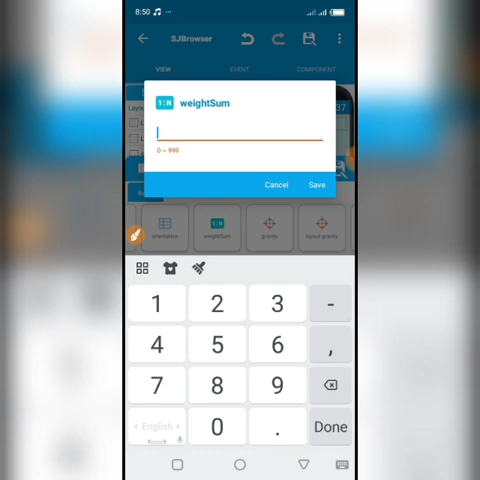 8:50
SJBrowser
VIEW EVENT COMPONENT
1:N weightSum
0 ~ 999
Cancel Save
orientation
1:N
weightSum
gravity
layout gravity
1 2 3 -
4 5 6 ,
7 8 9
English 0 . Done